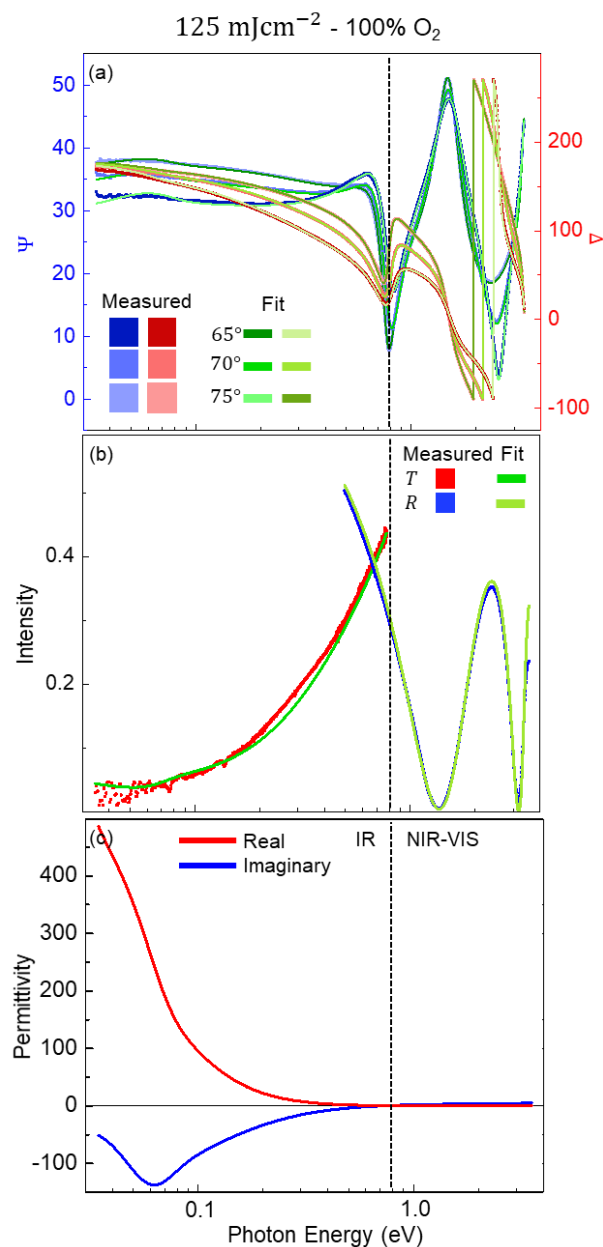 125 mJcm⁻² - 100% O₂
(a)
50
40
30
20
10
0
Ψ
200
100
0
-100
Δ
Measured Fit
65°
70°
75°
(b)
Measured Fit
T
R
0.4
0.2
Intensity
(c)
Real
Imaginary
IR NIR-VIS
400
300
200
100
0
-100
Permittivity
0.1 1.0
Photon Energy (eV)